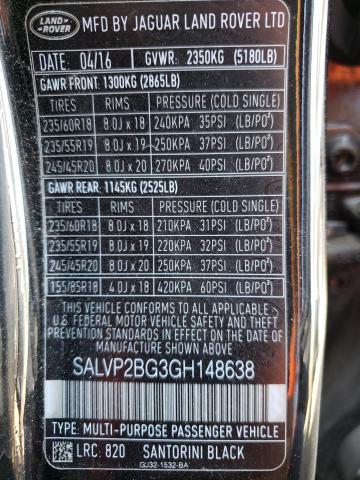 LAND-
ROVER
MFD. BY JAGUAR LAND ROVER LTD
DATE: 04/16 GVWR: 2350KG (5180LB)
GAWR FRONT: 1300KG (2865LB)
TIRES RIMS PRESSURE (COLD SINGLE)
235/60R18 8.0J x 18 240KPA 35PSI (LB/PO²)
235/55R19 8.0J x 19 250KPA 37PSI (LB/PO²)
245/45R20 8.0J x 20 270KPA 40PSI (LB/PO²)
GAWR REAR: 1145KG (2525LB)
TIRES RIMS PRESSURE (COLD SINGLE)
235/60R18 8.0J x 18 210KPA 31PSI (LB/PO²)
235/55R19 8.0J x 19 220KPA 32PSI (LB/PO²)
245/45R20 8.0J x 20 250KPA 37PSI (LB/PO²)
155/85R18 4.0J x 18 420KPA 60PSI (LB/PO²)
THIS VEHICLE CONFORMS TO ALL APPLICABLE
U.S. FEDERAL MOTOR VEHICLE SAFETY AND THEFT
PREVENTION STANDARDS IN EFFECT ON THE DATE OF
MANUFACTURE SHOWN ABOVE.
SALVP2BG3GH148638
TYPE: MULTI-PURPOSE PASSENGER VEHICLE
LRC: 820 SANTORINI BLACK
GJ32-1532-BA